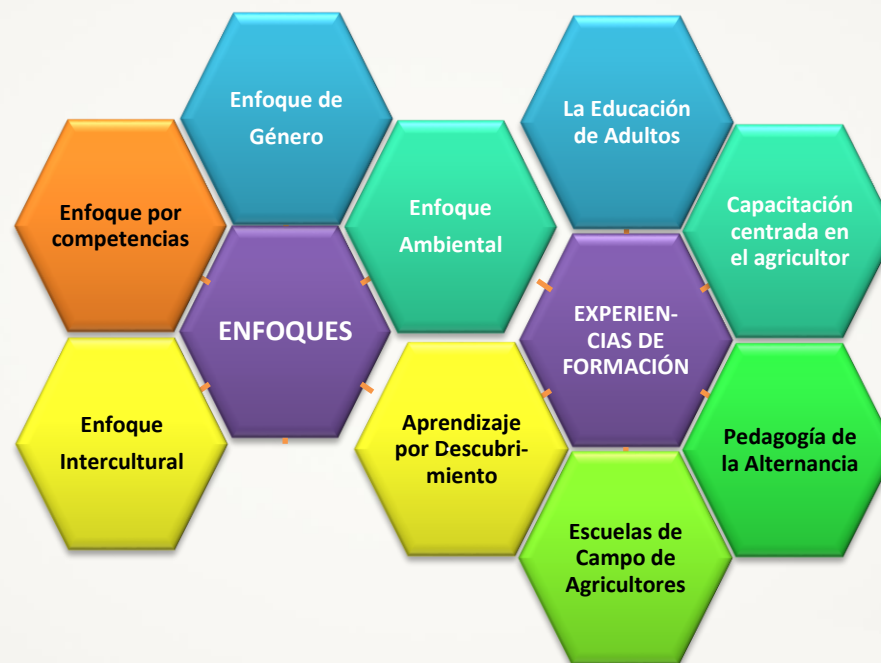 Enfoque de
Género
Enfoque por
competencias
Enfoque
Ambiental
ENFOQUES
Enfoque
Intercultural
La Educación
de Adultos
Capacitación
centrada en
el agricultor
EXPERIEN-
CIAS DE
FORMACIÓN
Aprendizaje
por Descubri-
miento
Pedagogía de
la Alternancia
Escuelas de
Campo de
Agricultores